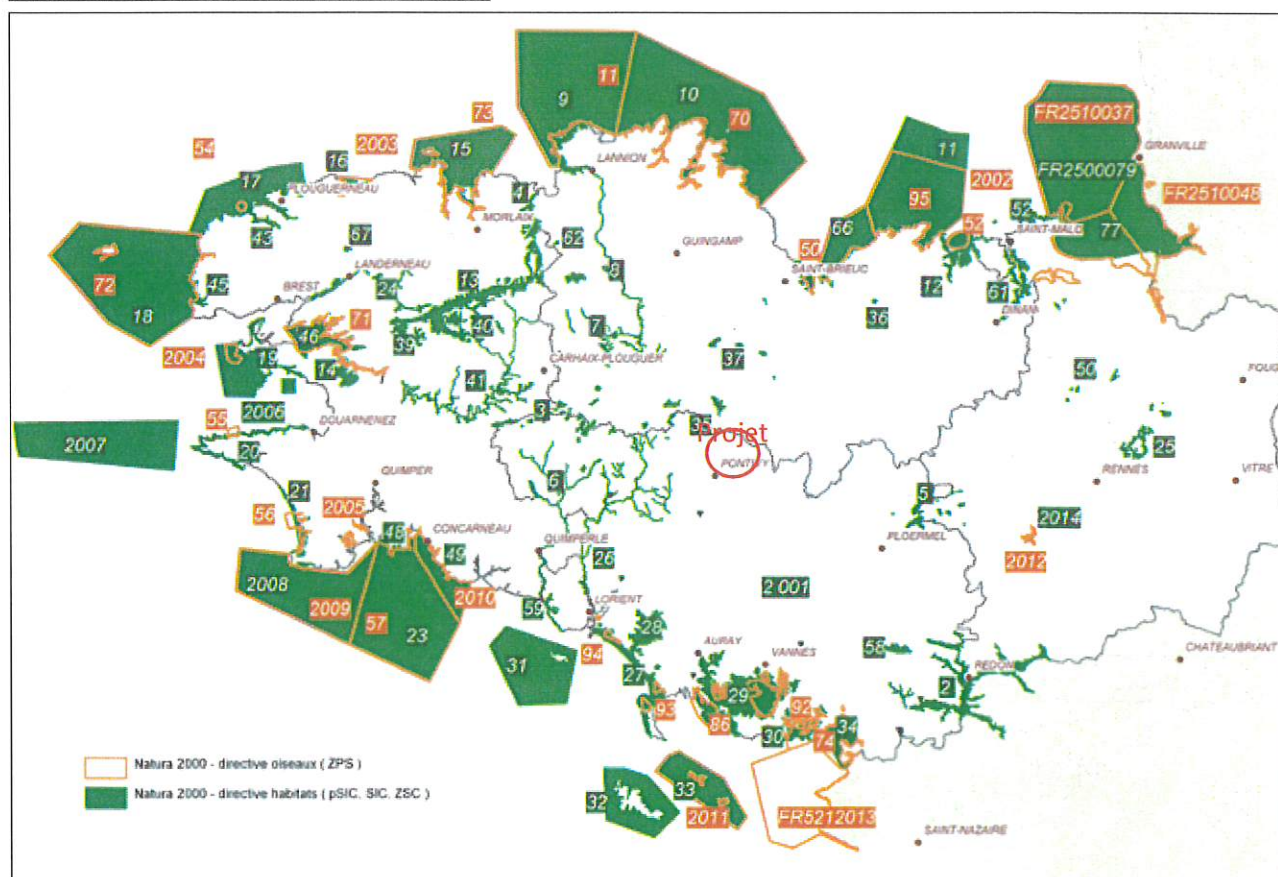 FR2510037
11
9
10
73
70
GRANVILLE
2003
15
54
16
LANNION
11
FR2500079
17
PLOUGUERNEAU
4
2002
FR2510048
95
MORLAIX
52
52
SAINT-MALO
77
43
67
62
GUINGAMP
66
50
LANDERNEAU
8
SAINT-BRIEUC
72
45
BREST
24
13
12
61
18
36
DINAN
71
46
40
7
39
37
2004
19
14
CARHAIX-PLOUGUER
50
FOUG
41
55
2006
3
35
2007
DOUARNENEZ
Projet
20
25
PONTIVY
RENNES
VITRE
QUIMPER
6
5
21
2005
2014
56
48
CONCARNEAU
PLOERMEL
QUIMPERLE
2012
49
26
2008
2 001
2009
2010
59
LORIENT
57
23
28
CHATEAUBRIANT
94
AURAY
58
VANNES
REDON
31
27
29
2
93
86
92
30
34
74
Natura 2000 - directive oiseaux ( ZPS )
33
32
Natura 2000 - directive habitats ( pSIC, SIC, ZSC )
2011
FR5212013
SAINT-NAZAIRE